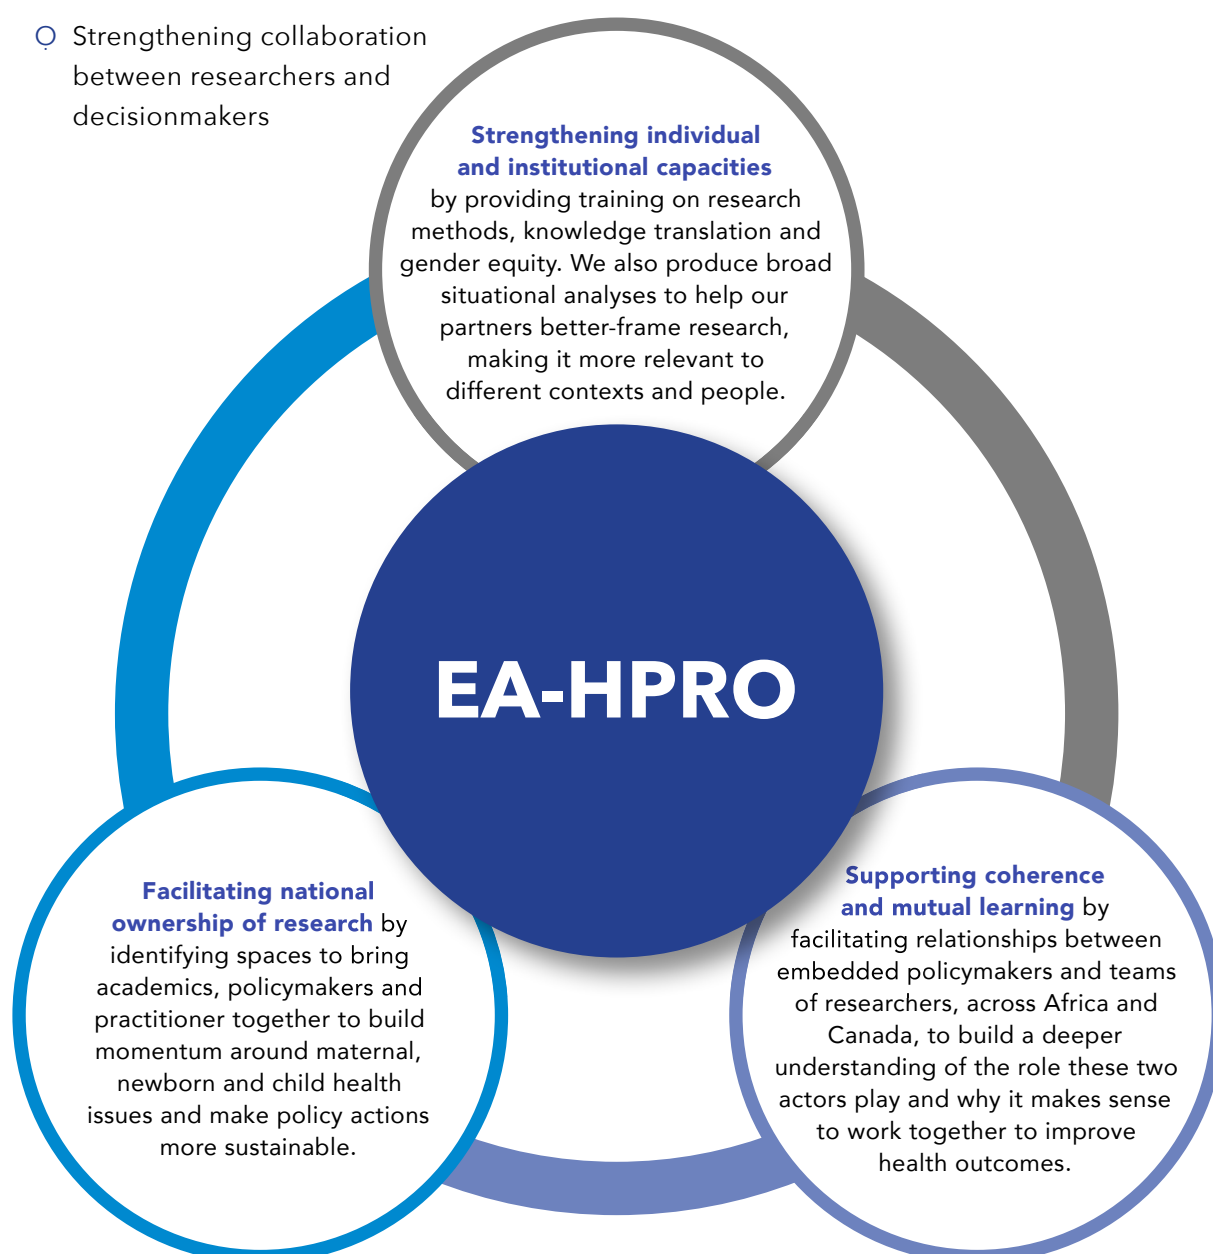 Strengthening collaboration
between researchers and
decisionmakers
Strengthening individual
and institutional capacities
by providing training on research
methods, knowledge translation and
gender equity. We also produce broad
situational analyses to help our
partners better-frame research,
making it more relevant to
different contexts and people.
EA-HPRO
Facilitating national
ownership of research by
identifying spaces to bring
academics, policymakers and
practitioner together to build
momentum around maternal,
newborn and child health
issues and make policy actions
more sustainable.
Supporting coherence
and mutual learning by
facilitating relationships between
embedded policymakers and teams
of researchers, across Africa and
Canada, to build a deeper
understanding of the role these two
actors play and why it makes sense
to work together to improve
health outcomes.